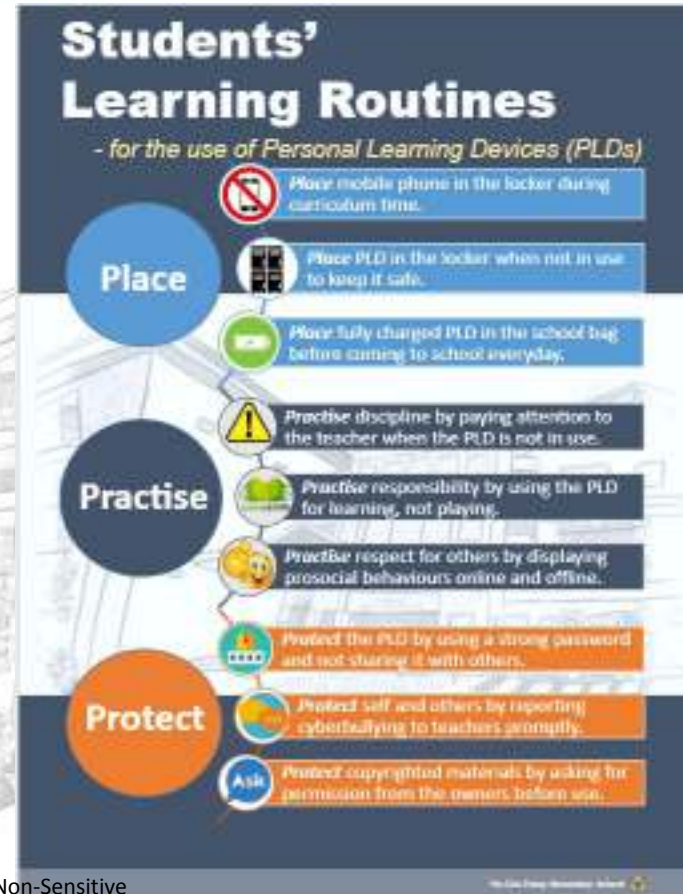 Students'
Learning Routines
- for the use of Personal Learning Devices (PLDs)
Place mobile phone in the locker during
curriculum time.
Place
Place PLD in the locker when not in use
to keep it safe.
Place fully charged PLD in the school bag
before coming to school everyday.
Practise discipline by paying attention to
the teacher when the PLD is not in use.
Practise
Practise responsibility by using the PLD
for learning, not playing.
Practise respect for others by displaying
prosocial behaviours online and offline.
Protect the PLD by using a strong password
and not sharing it with others.
Protect
Protect self and others by reporting
cyberbullying to teachers promptly.
Ask
Protect copyrighted materials by asking for
permission from the owners before use.
Non-Sensitive
Secondary School